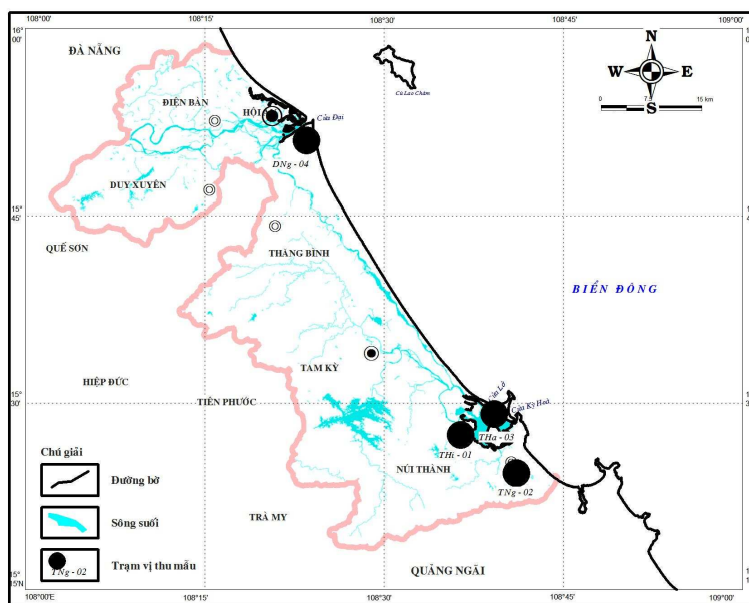 108°00' 108°15' 108°30' 108°45' 109°00'
16°
00'
ĐÀ NẴNG
N
W E
S
Cù Lao Chàm
0 7.5 15 km
ĐIỆN BÀN
HỘI
Cửa Đại
DNg - 04
DUY XUYÊN
45'
QUẾ SƠN
THĂNG BÌNH
BIỂN ĐÔNG
TAM KỲ
HIỆP ĐỨC
TIÊN PHƯỚC
15°
30'
Cửa Lở
Cửa Kỳ Hoà
THa - 03
THi - 01
NÚI THÀNH
TNg - 02
Chú giải
Đường bờ
Sông suối
TRÀ MY
Trạm vị thu mẫu
TNg - 02
QUẢNG NGÃI
15°
15'N
108°00'E 108°15' 108°30' 108°45' 109°00'